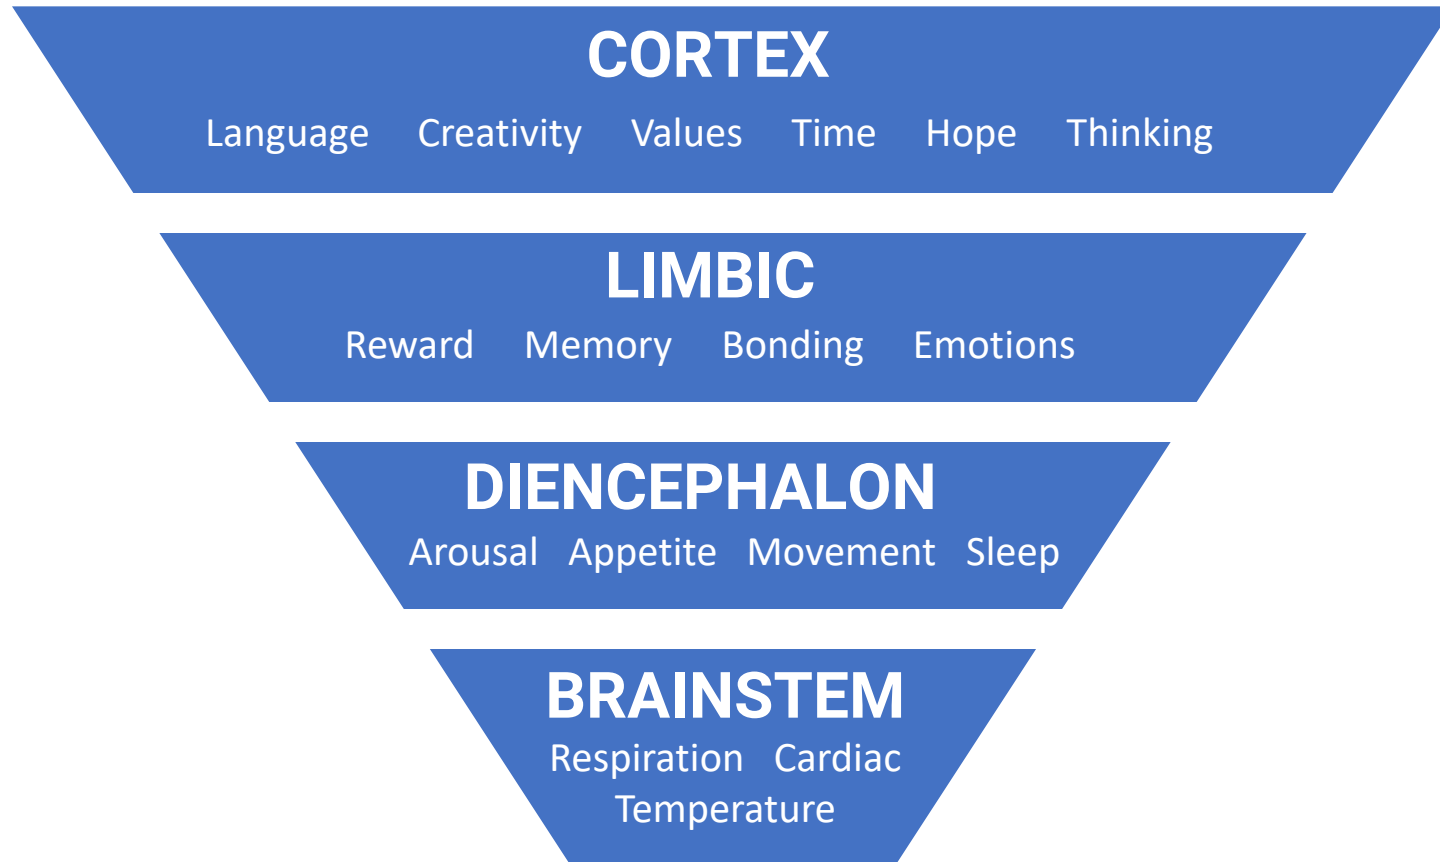 CORTEX
Language Creativity Values Time Hope Thinking
LIMBIC
Reward Memory Bonding Emotions
DIENCEPHALON
Arousal Appetite Movement Sleep
BRAINSTEM
Respiration Cardiac
Temperature